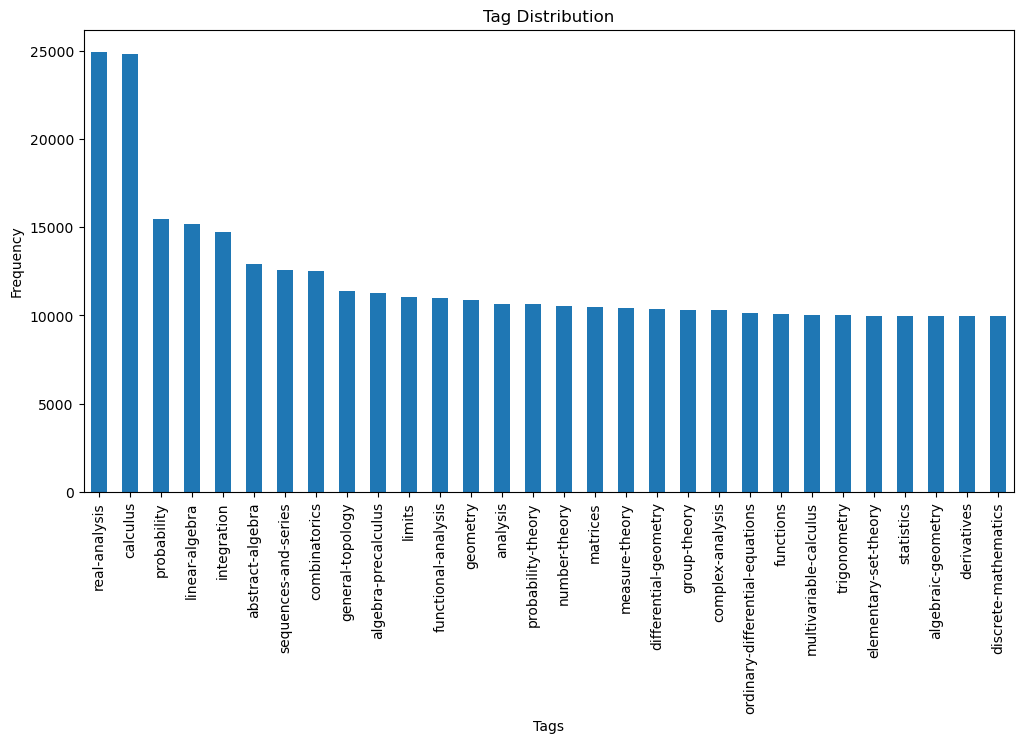 Tag Distribution
Frequency
25000
20000
15000
10000
5000
0
real-analysis
calculus
probability
linear-algebra
integration
abstract-algebra
sequences-and-series
combinatorics
general-topology
algebra-precalculus
limits
functional-analysis
geometry
analysis
probability-theory
number-theory
matrices
measure-theory
differential-geometry
group-theory
complex-analysis
ordinary-differential-equations
functions
multivariable-calculus
trigonometry
elementary-set-theory
statistics
algebraic-geometry
derivatives
discrete-mathematics
Tags